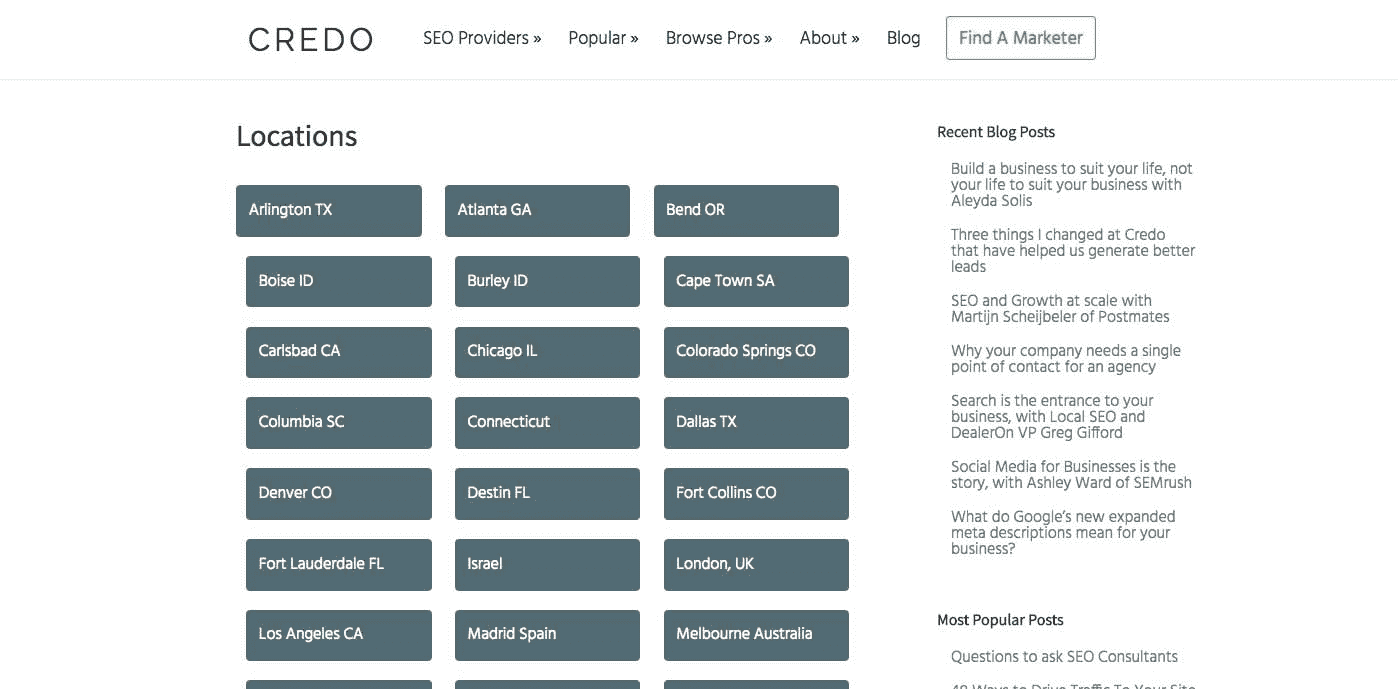 CREDO
SEO Providers »
Popular »
Browse Pros »
About »
Blog
Find A Marketer
Locations
Arlington TX
Atlanta GA
Bend OR
Boise ID
Burley ID
Cape Town SA
Carlsbad CA
Chicago IL
Colorado Springs CO
Columbia SC
Connecticut
Dallas TX
Denver CO
Destin FL
Fort Collins CO
Fort Lauderdale FL
Israel
London, UK
Los Angeles CA
Madrid Spain
Melbourne Australia
Recent Blog Posts
Build a business to suit your life, not
your life to suit your business with
Aleyda Solis
Three things I changed at Credo
that have helped us generate better
leads
SEO and Growth at scale with
Martijn Scheijbeler of Postmates
Why your company needs a single
point of contact for an agency
Search is the entrance to your
business, with Local SEO and
DealerOn VP Greg Gifford
Social Media for Businesses is the
story, with Ashley Ward of SEMrush
What do Google’s new expanded
meta descriptions mean for your
business?
Most Popular Posts
Questions to ask SEO Consultants
Ways to Drive Traffic To Your Site